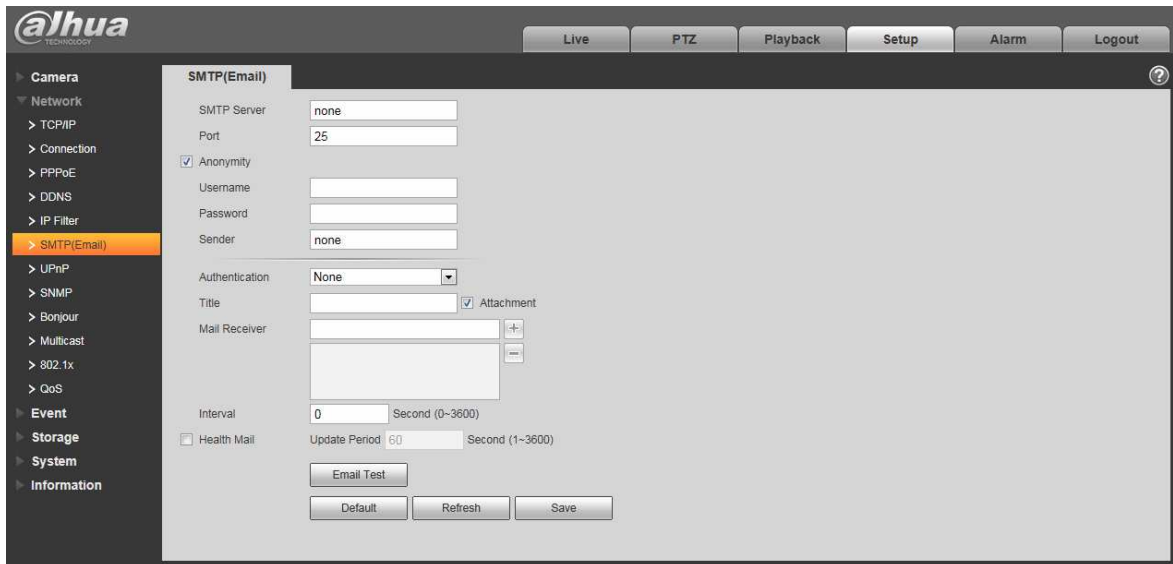 alhua
TECHNOLOGY
Live PTZ Playback Setup Alarm Logout
Camera
Network
> TCP/IP
> Connection
> PPPoE
> DDNS
> IP Filter
> SMTP(Email)
> UPnP
> SNMP
> Bonjour
> Multicast
> 802.1x
> QoS
Event
Storage
System
Information
SMTP(Email) ?
SMTP Server none
Port 25
Anonymity
Username
Password
Sender none
Authentication None
Title Attachment
Mail Receiver +
-
Interval 0 Second (0~3600)
Health Mail Update Period 60 Second (1~3600)
Email Test
Default Refresh Save